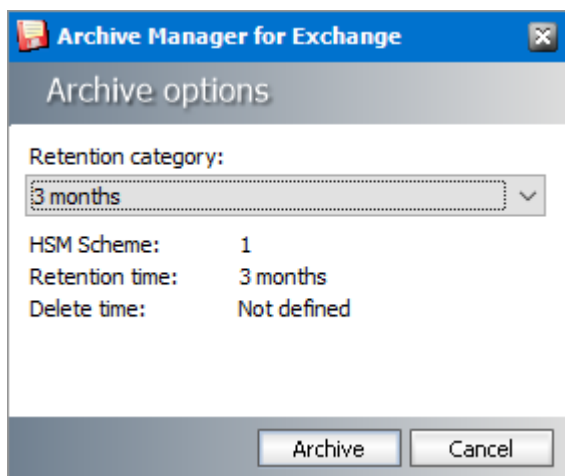 Archive Manager for Exchange
Archive options
Retention category:
3 months
HSM Scheme: 1
Retention time: 3 months
Delete time: Not defined
Archive Cancel